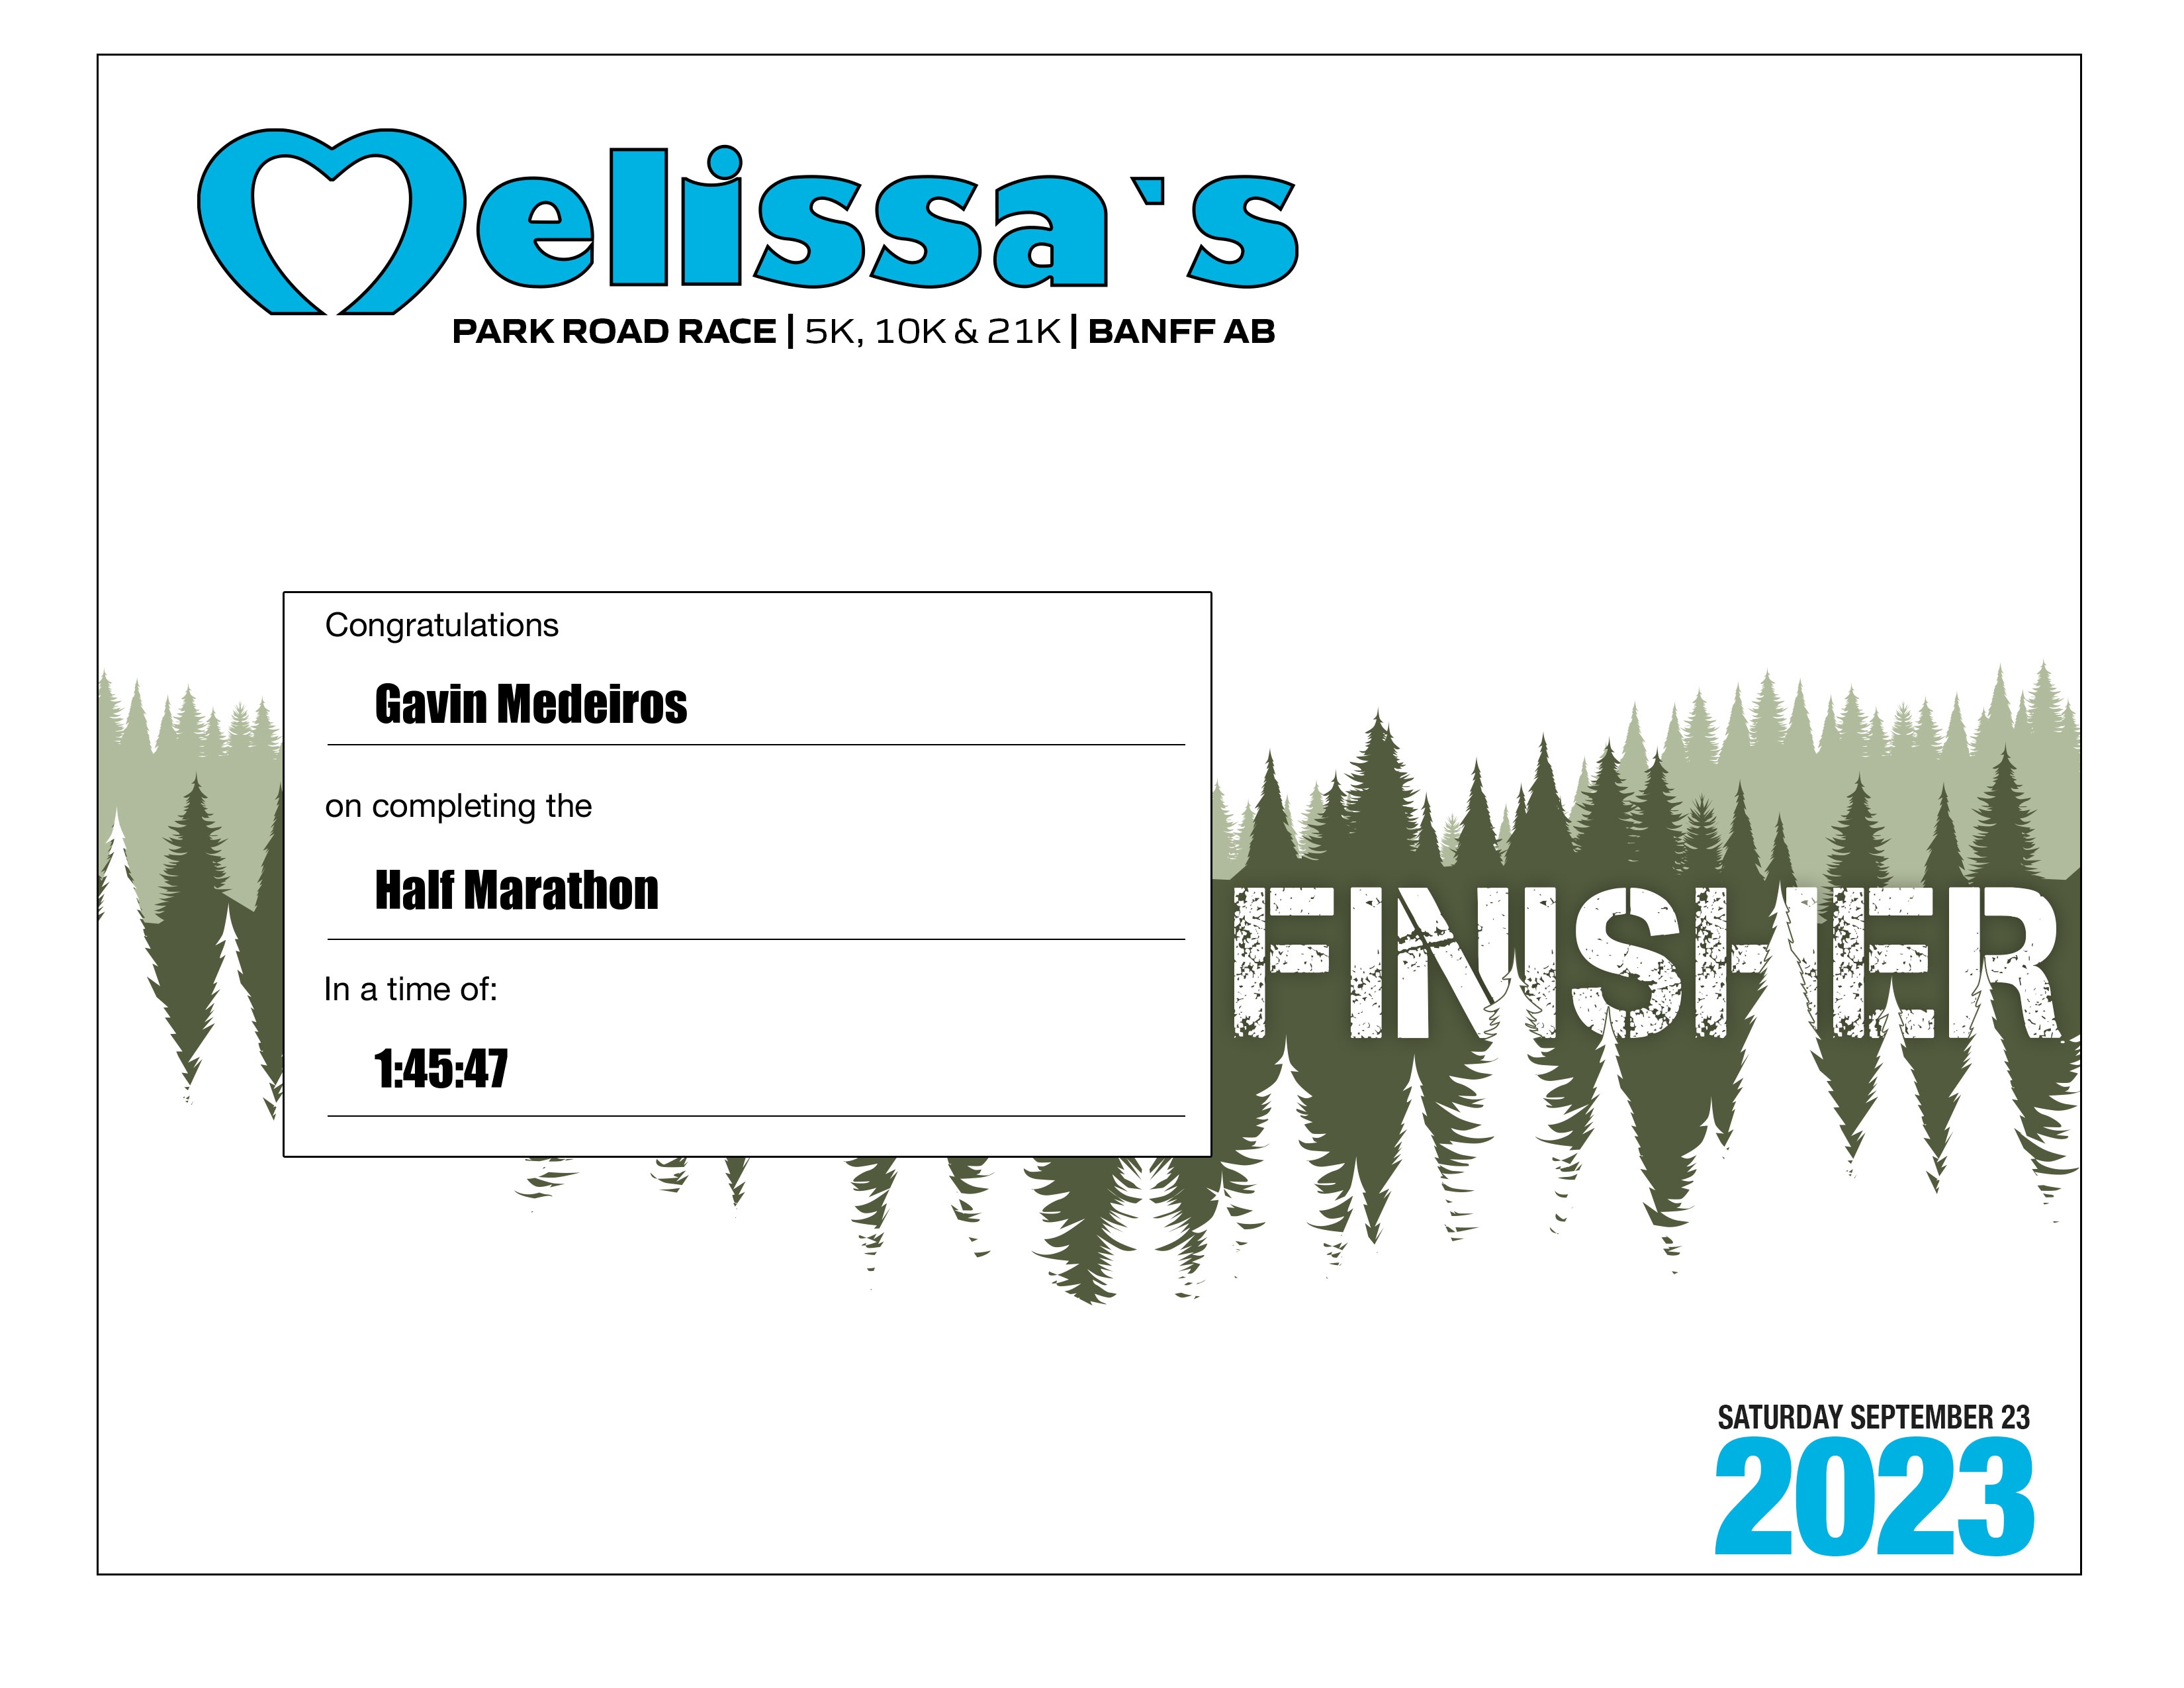 Melissa`s
PARK ROAD RACE | 5K, 10K & 21K | BANFF AB
Congratulations
Gavin Medeiros
on completing the
Half Marathon
In a time of:
1:45:47
FINISHER
SATURDAY SEPTEMBER 23
2023